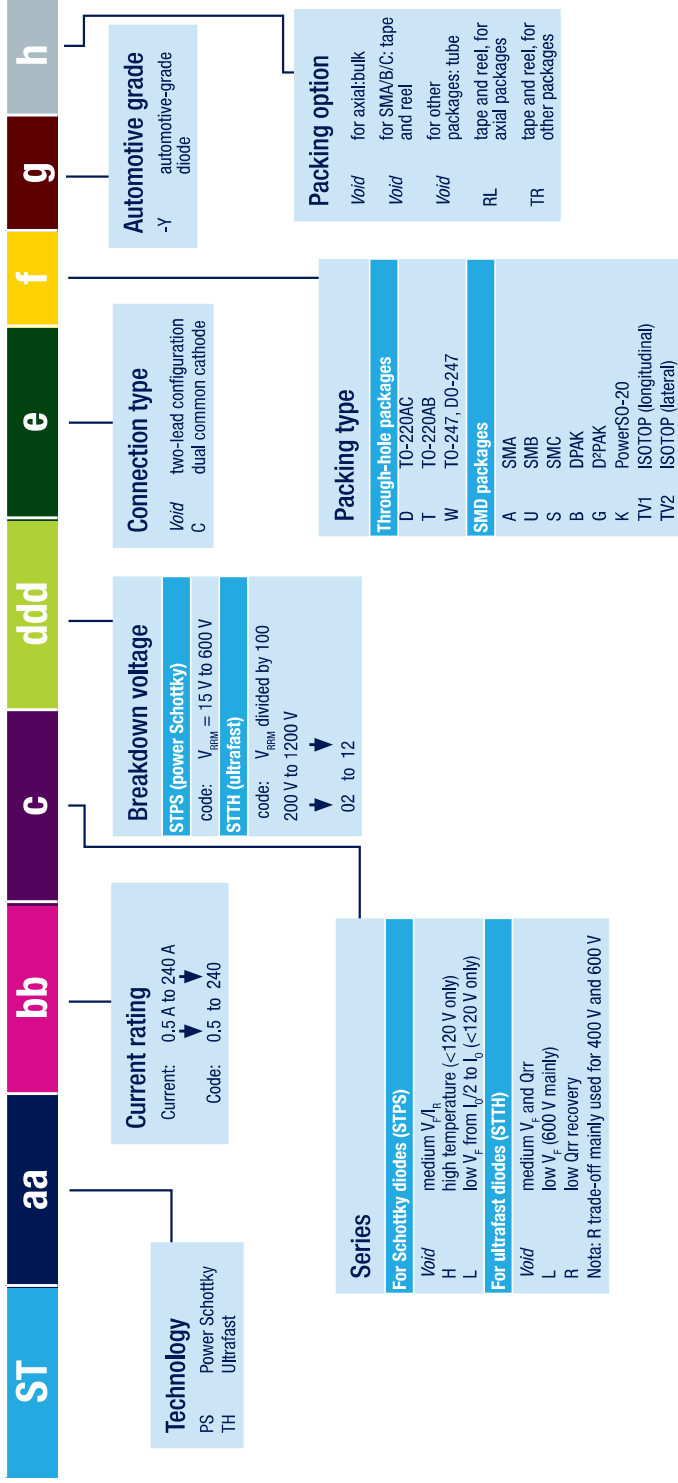 ST
aa
bb
c
ddd
e
f
g
h
Technology
PS Power Schottky
TH Ultrafast
Current rating
Current: 0.5 A to 240 A
Code: 0.5 to 240
Series
For Schottky diodes (STPS)
Void medium VF/IR
H high temperature (<120 V only)
L low VF from I0/2 to I0 (<120 V only)
For ultrafast diodes (STTH)
Void medium VF and Qrr
L low VF (600 V mainly)
R low Qrr recovery
Nota: R trade-off mainly used for 400 V and 600 V
Breakdown voltage
STPS (power Schottky)
code: VRRM = 15 V to 600 V
STTH (ultrafast)
code: VRRM divided by 100
200 V to 1200 V
02 to 12
Connection type
Void two-lead configuration
C dual common cathode
Packing type
Through-hole packages
D TO-220AC
T TO-220AB
W TO-247, DO-247
SMD packages
A SMA
U SMB
S SMC
B DPAK
G D²PAK
K PowerSO-20
TV1 ISOTOP (longitudinal)
TV2 ISOTOP (lateral)
Automotive grade
-Y automotive-grade
diode
Packing option
Void for axial:bulk
Void for SMA/B/C: tape
and reel
Void for other
packages: tube
RL tape and reel, for
axial packages
TR tape and reel, for
other packages